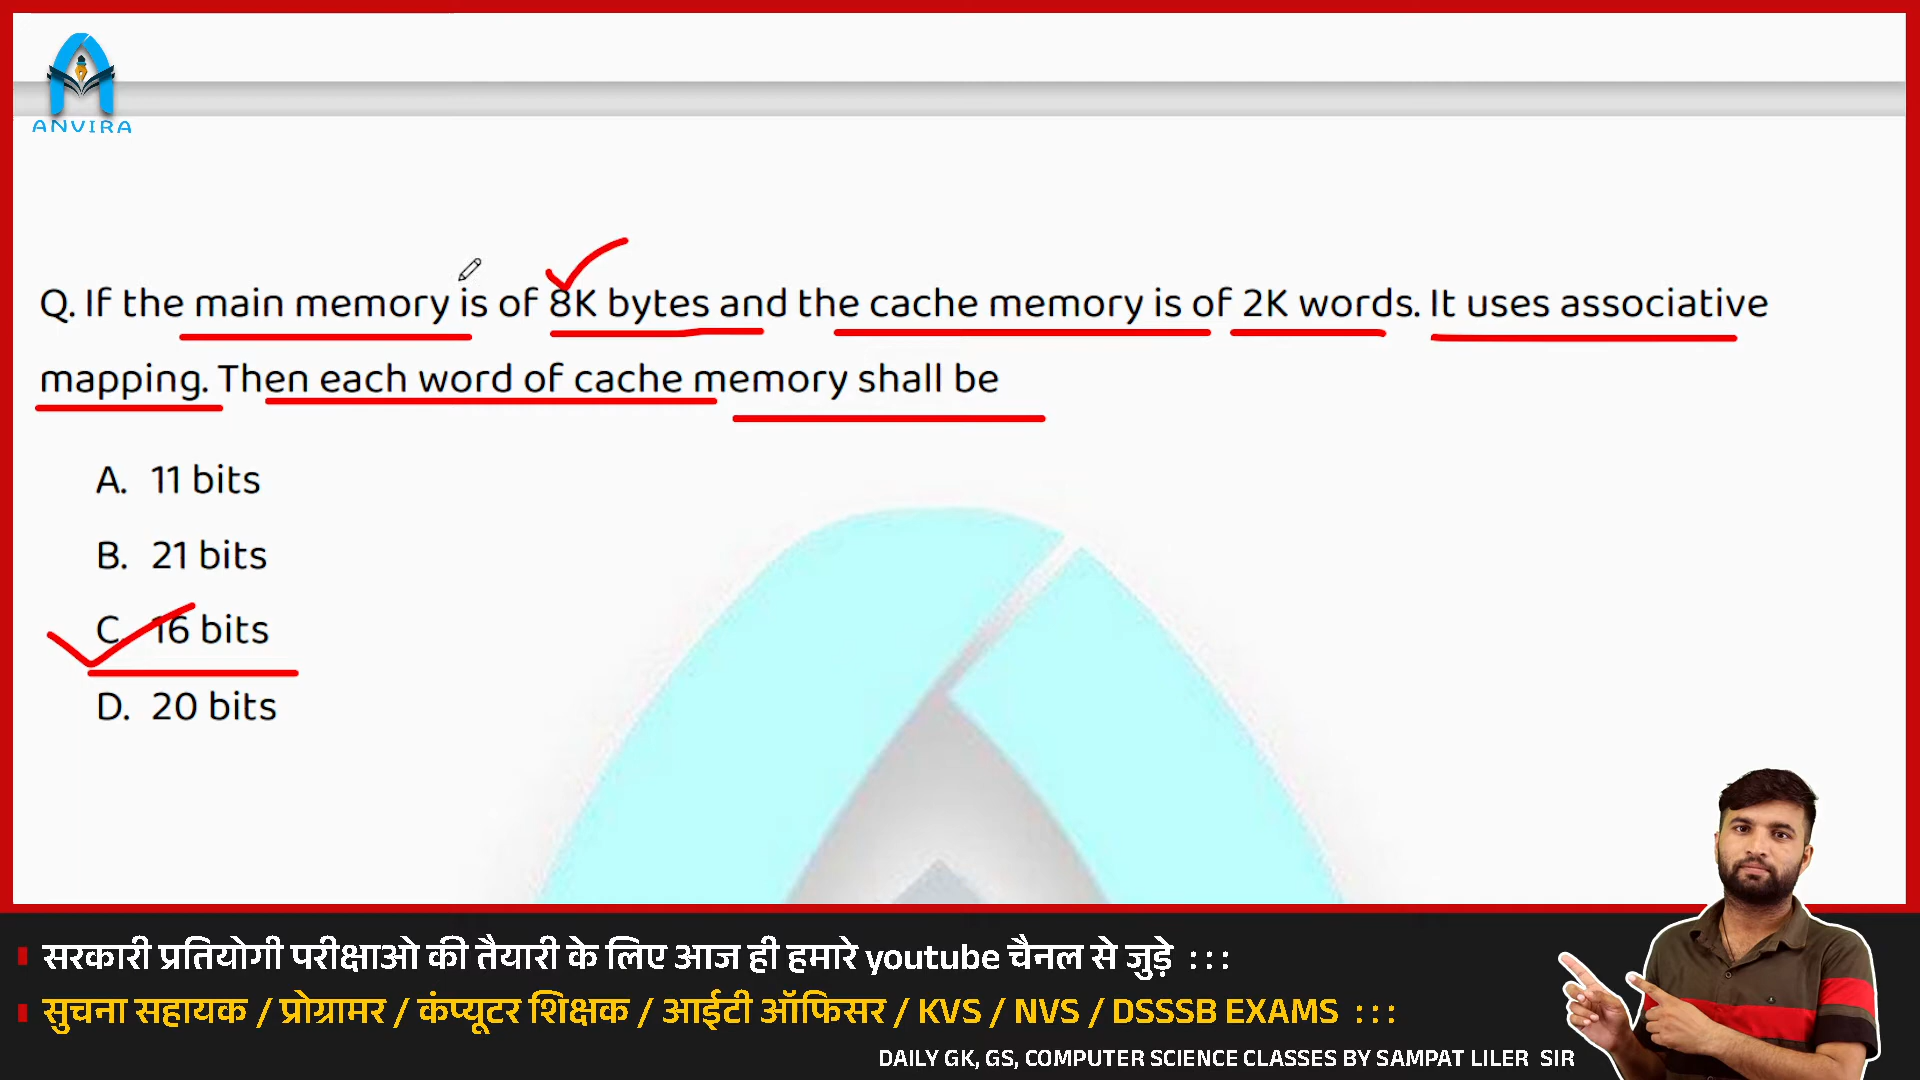 ANVIRA
Q. If the main memory is of 8K bytes and the cache memory is of 2K words. It uses associative
mapping. Then each word of cache memory shall be
A. 11 bits
B. 21 bits
C. 16 bits
D. 20 bits
सरकारी प्रतियोगी परीक्षाओ की तैयारी के लिए आज ही हमारे youtube चैनल से जुड़े :::
सुचना सहायक / प्रोग्रामर / कंप्यूटर शिक्षक / आईटी ऑफिसर / KVS / NVS / DSSSB EXAMS :::
DAILY GK, GS, COMPUTER SCIENCE CLASSES BY SAMPAT LILER SIR